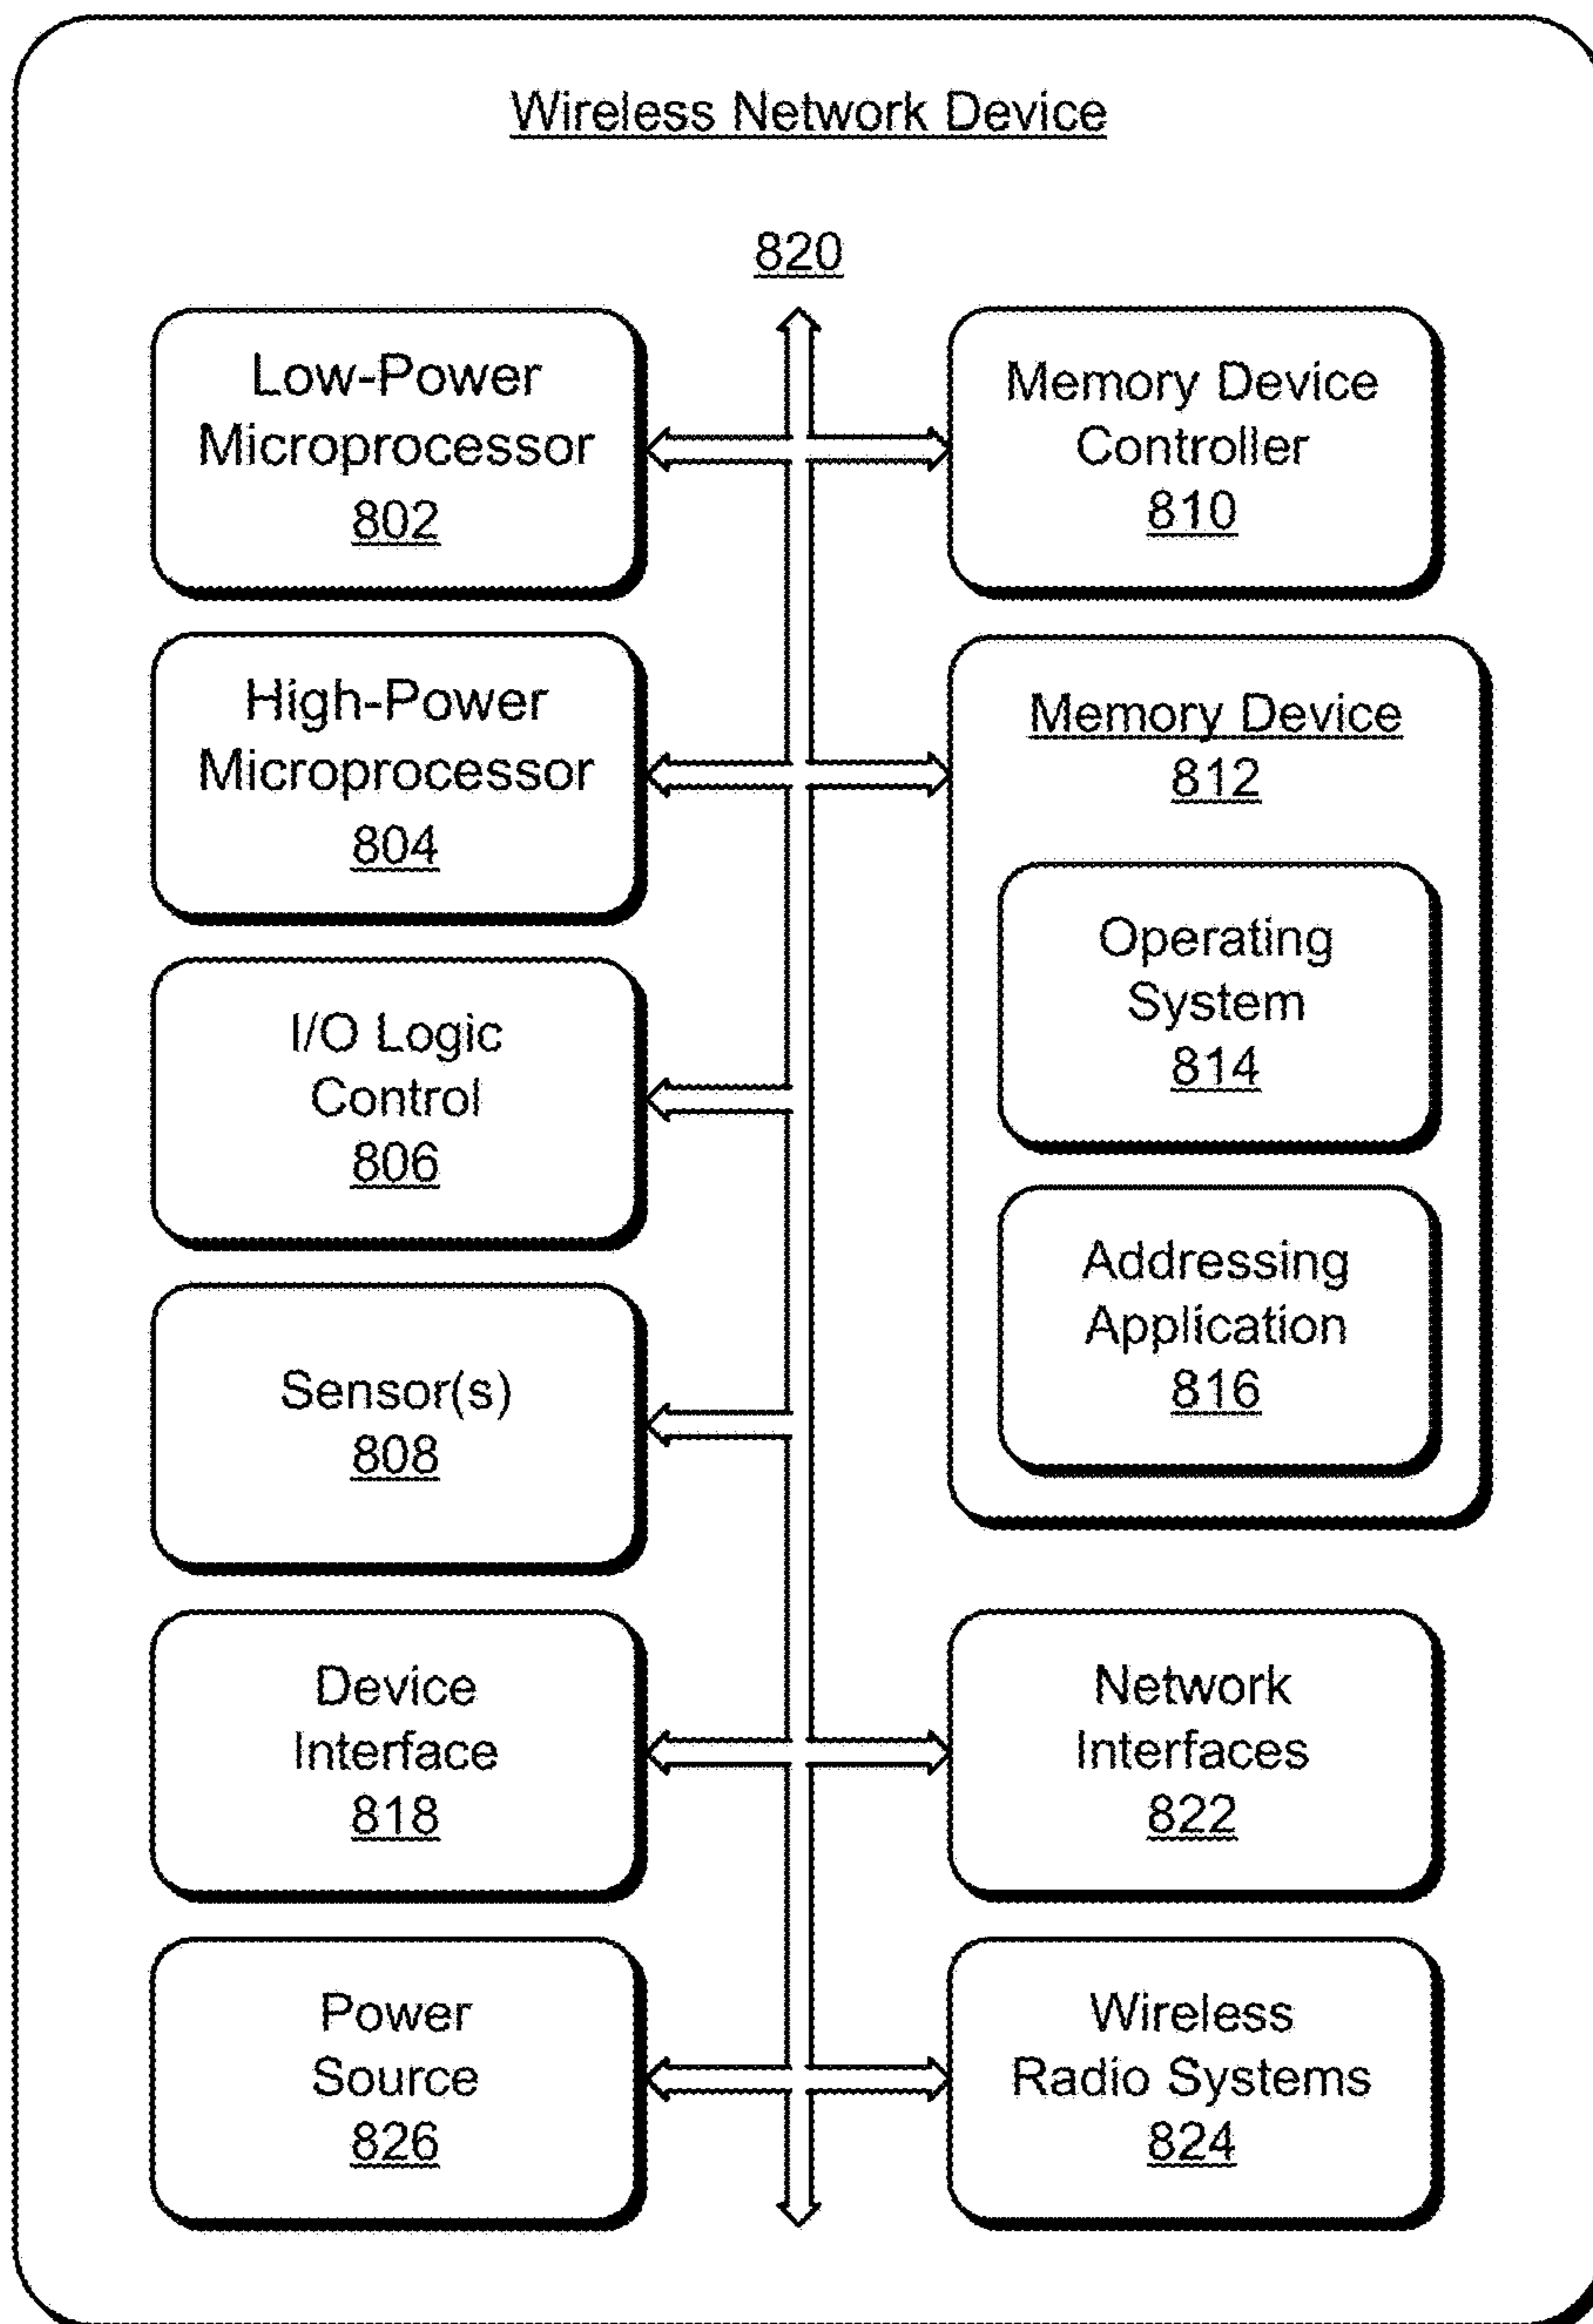 Wireless Network Device
820
Low-Power
Microprocessor
802
Memory Device
Controller
810
High-Power
Microprocessor
804
Memory Device
812
Operating
System
814
I/O Logic
Control
806
Addressing
Application
816
Sensor(s)
808
Device
Interface
818
Network
Interfaces
822
Power
Source
826
Wireless
Radio Systems
824